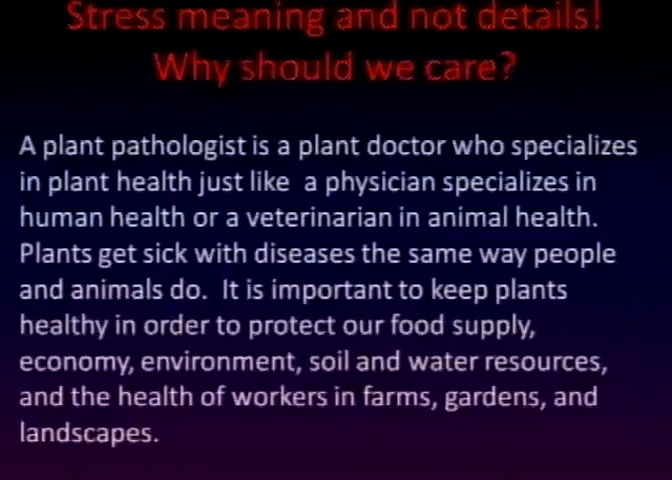 Stress meaning and not details!
Why should we care?
A plant pathologist is a plant doctor who specializes
in plant health just like  a physician specializes in
human health or a veterinarian in animal health.
Plants get sick with diseases the same way people
and animals do.  It is important to keep plants
healthy in order to protect our food supply,
economy, environment, soil and water resources,
and the health of workers in farms, gardens, and
landscapes.